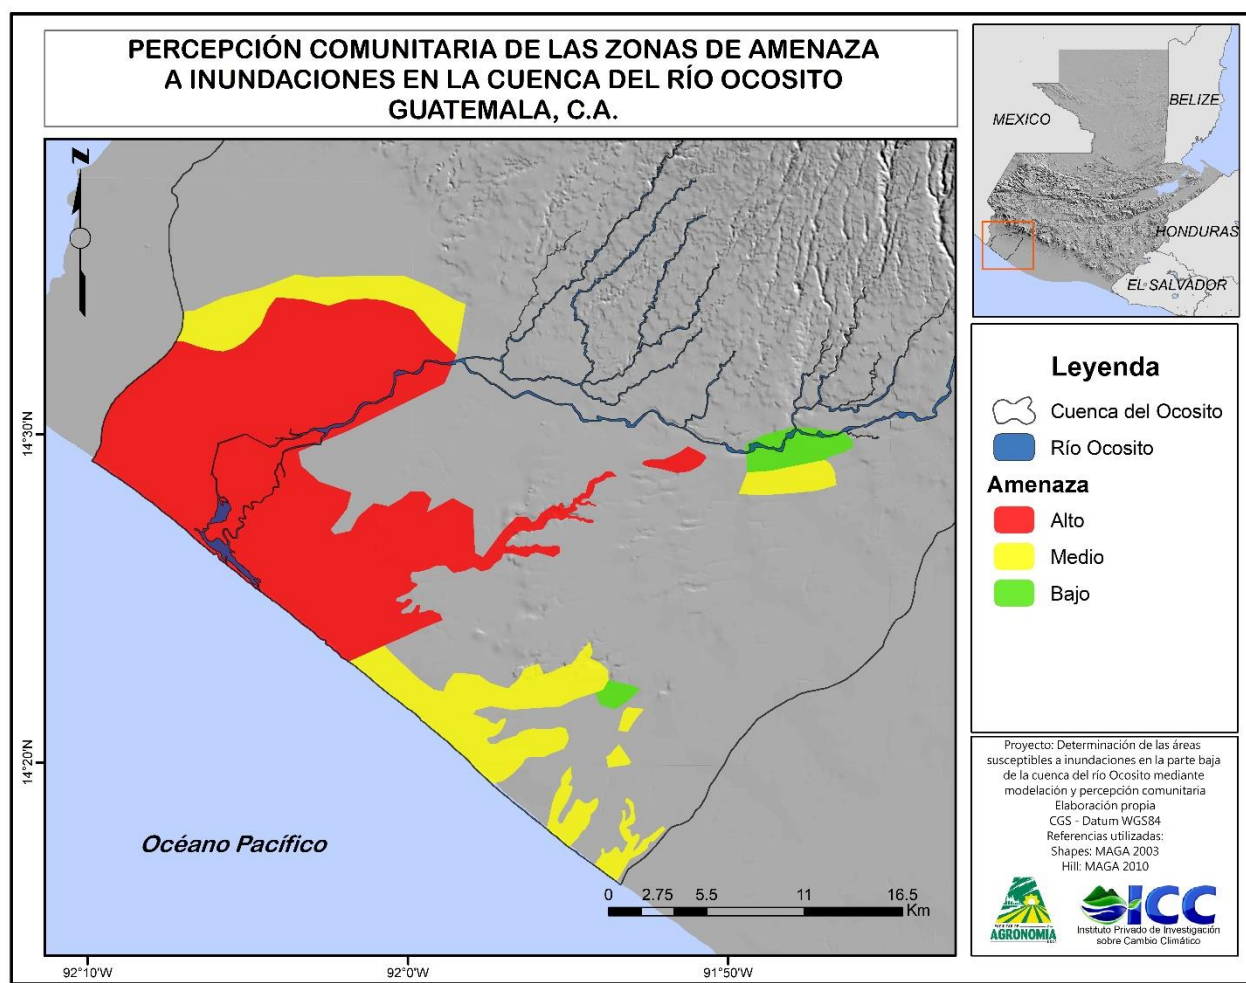 PERCEPCIÓN COMUNITARIA DE LAS ZONAS DE AMENAZA
A INUNDACIONES EN LA CUENCA DEL RÍO OCOSITO
GUATEMALA, C.A.
MEXICO
BELIZE
HONDURAS
EL SALVADOR
Z
14°30'N
14°20'N
Océano Pacífico
0 2.75 5.5 11 16.5
Km
92°10'W 92°0'W 91°50'W
Leyenda
Cuenca del Ocosito
Río Ocosito
Amenaza
Alto
Medio
Bajo
Proyecto: Determinación de las áreas
susceptibles a inundaciones en la parte baja
de la cuenca del río Ocosito mediante
modelación y percepción comunitaria
Elaboración propia
CGS - Datum WGS84
Referencias utilizadas:
Shapes: MAGA 2003
Hill: MAGA 2010
AGRONOMIA
ICC
Instituto Privado de Investigación
sobre Cambio Climático